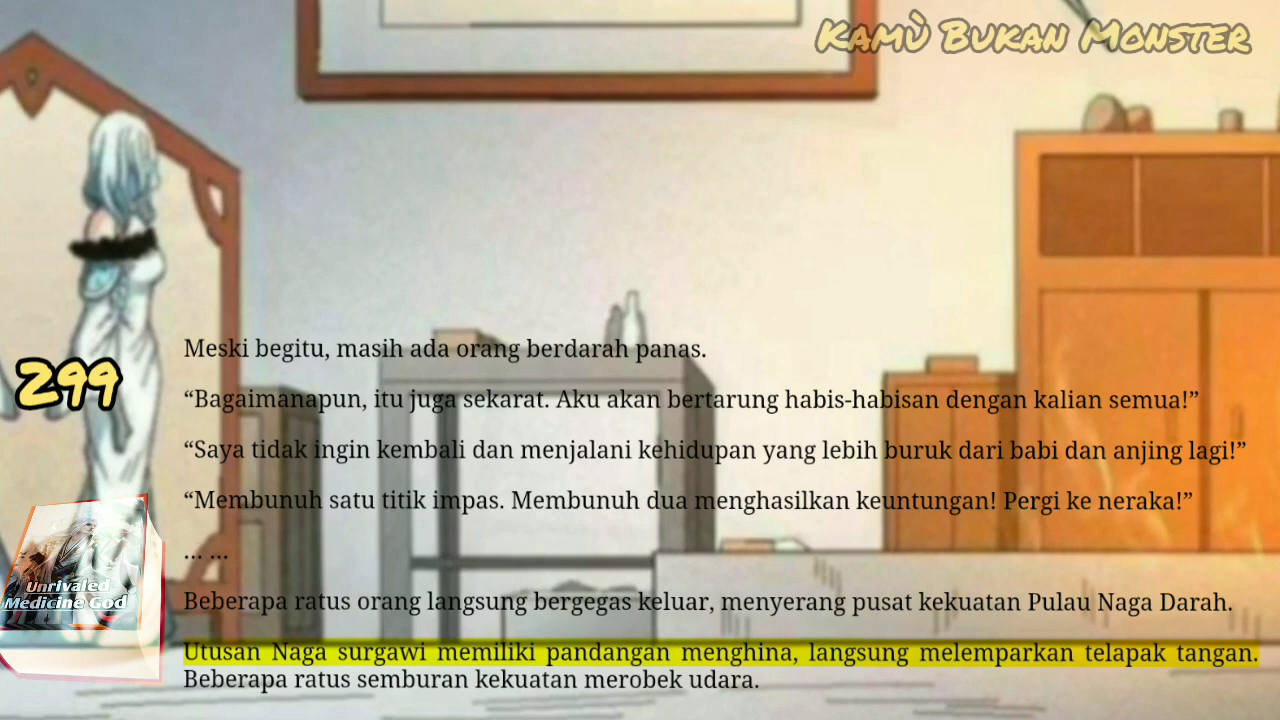 Kamù Bukan Monster
Meski begitu, masih ada orang berdarah panas.
299
“Bagaimanapun, itu juga sekarat. Aku akan bertarung habis-habisan dengan kalian semua!”
“Saya tidak ingin kembali dan menjalani kehidupan yang lebih buruk dari babi dan anjing lagi!”
“Membunuh satu titik impas. Membunuh dua menghasilkan keuntungan! Pergi ke neraka!”
... ...
Unrivaled
Medicine God
Beberapa ratus orang langsung bergegas keluar, menyerang pusat kekuatan Pulau Naga Darah.
Utusan Naga surgawi memiliki pandangan menghina, langsung melemparkan telapak tangan.
Beberapa ratus semburan kekuatan merobek udara.